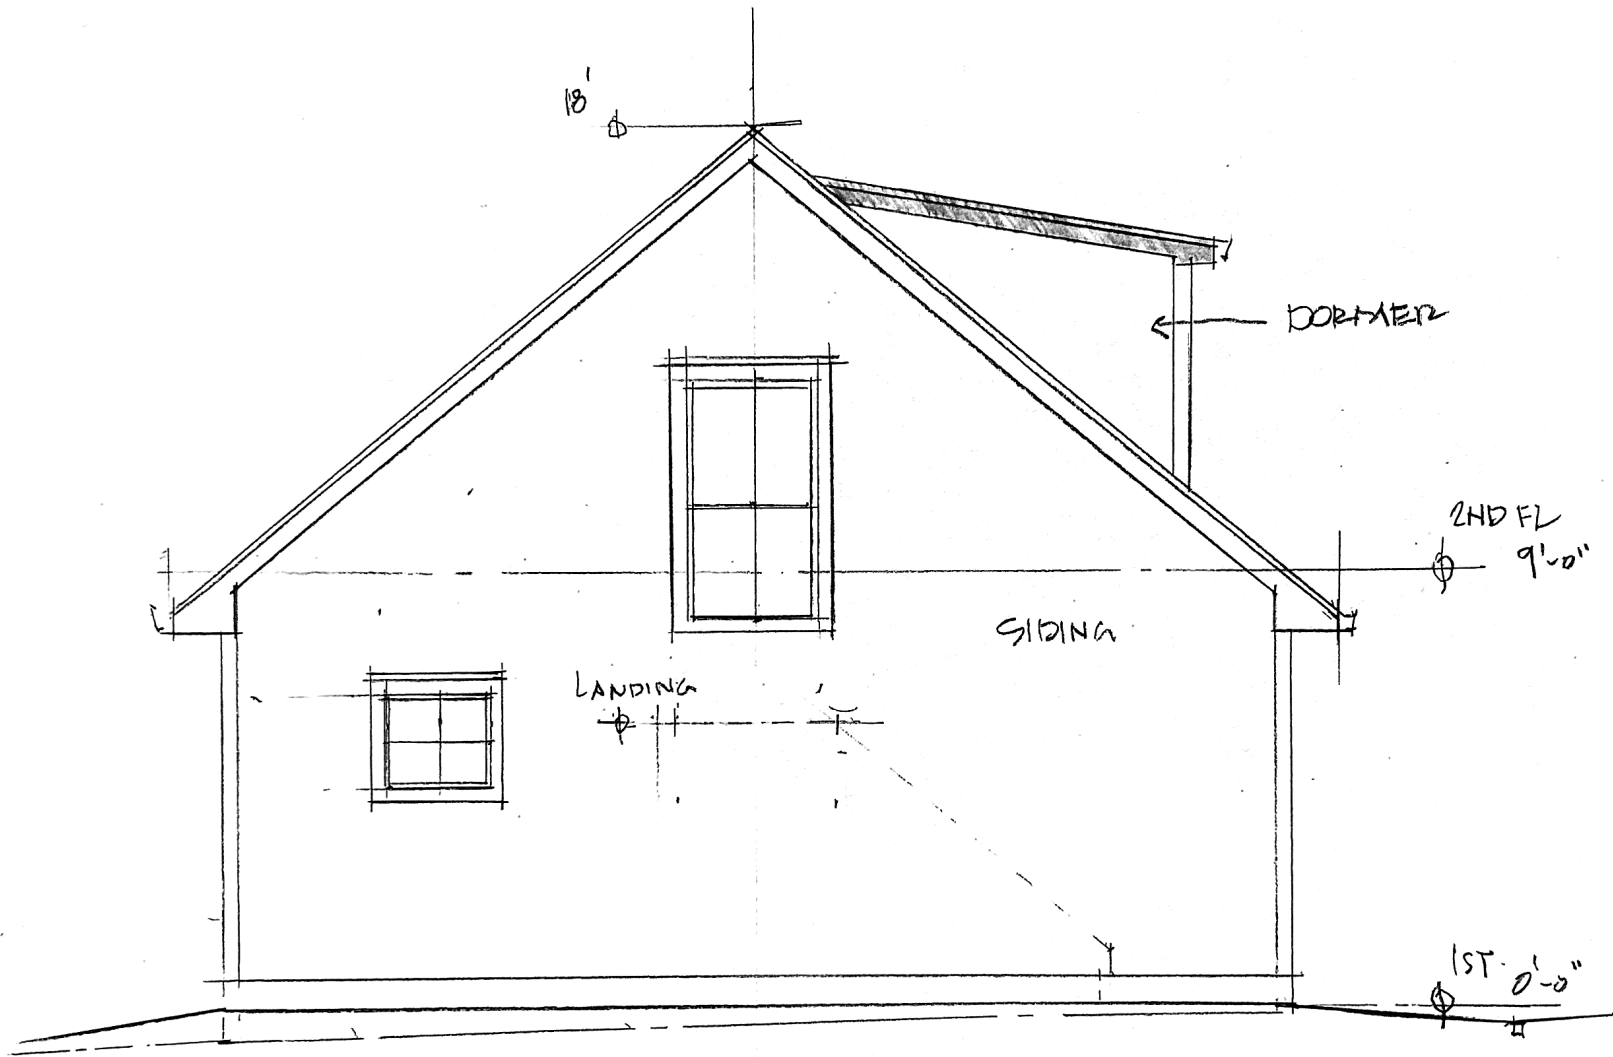 18'
DORMER
2ND FL
9'-0"
SIDING
LANDING
1ST.
0'-0"